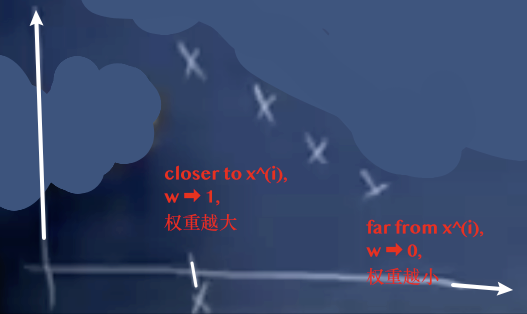 closer to x^(i),
w ➡ 1,
权重越大
far from x^(i),
w ➡ 0,
权重越小